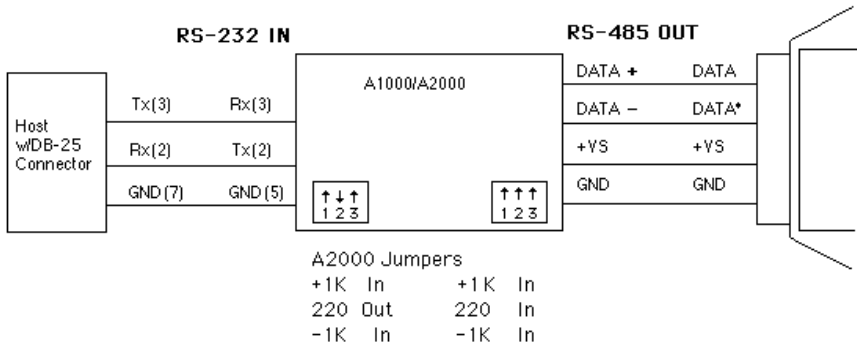 RS-232 IN
RS-485 OUT
A1000/A2000
Host
w/DB-25
Connector
Tx(3) Rx(3)
Rx(2) Tx(2)
GND(7) GND(5)
DATA + DATA
DATA - DATA*
+VS +VS
GND GND
↑↓↑
1 2 3
↑↑↑
1 2 3
A2000 Jumpers
+1K In +1K In
220 Out 220 In
-1K In -1K In